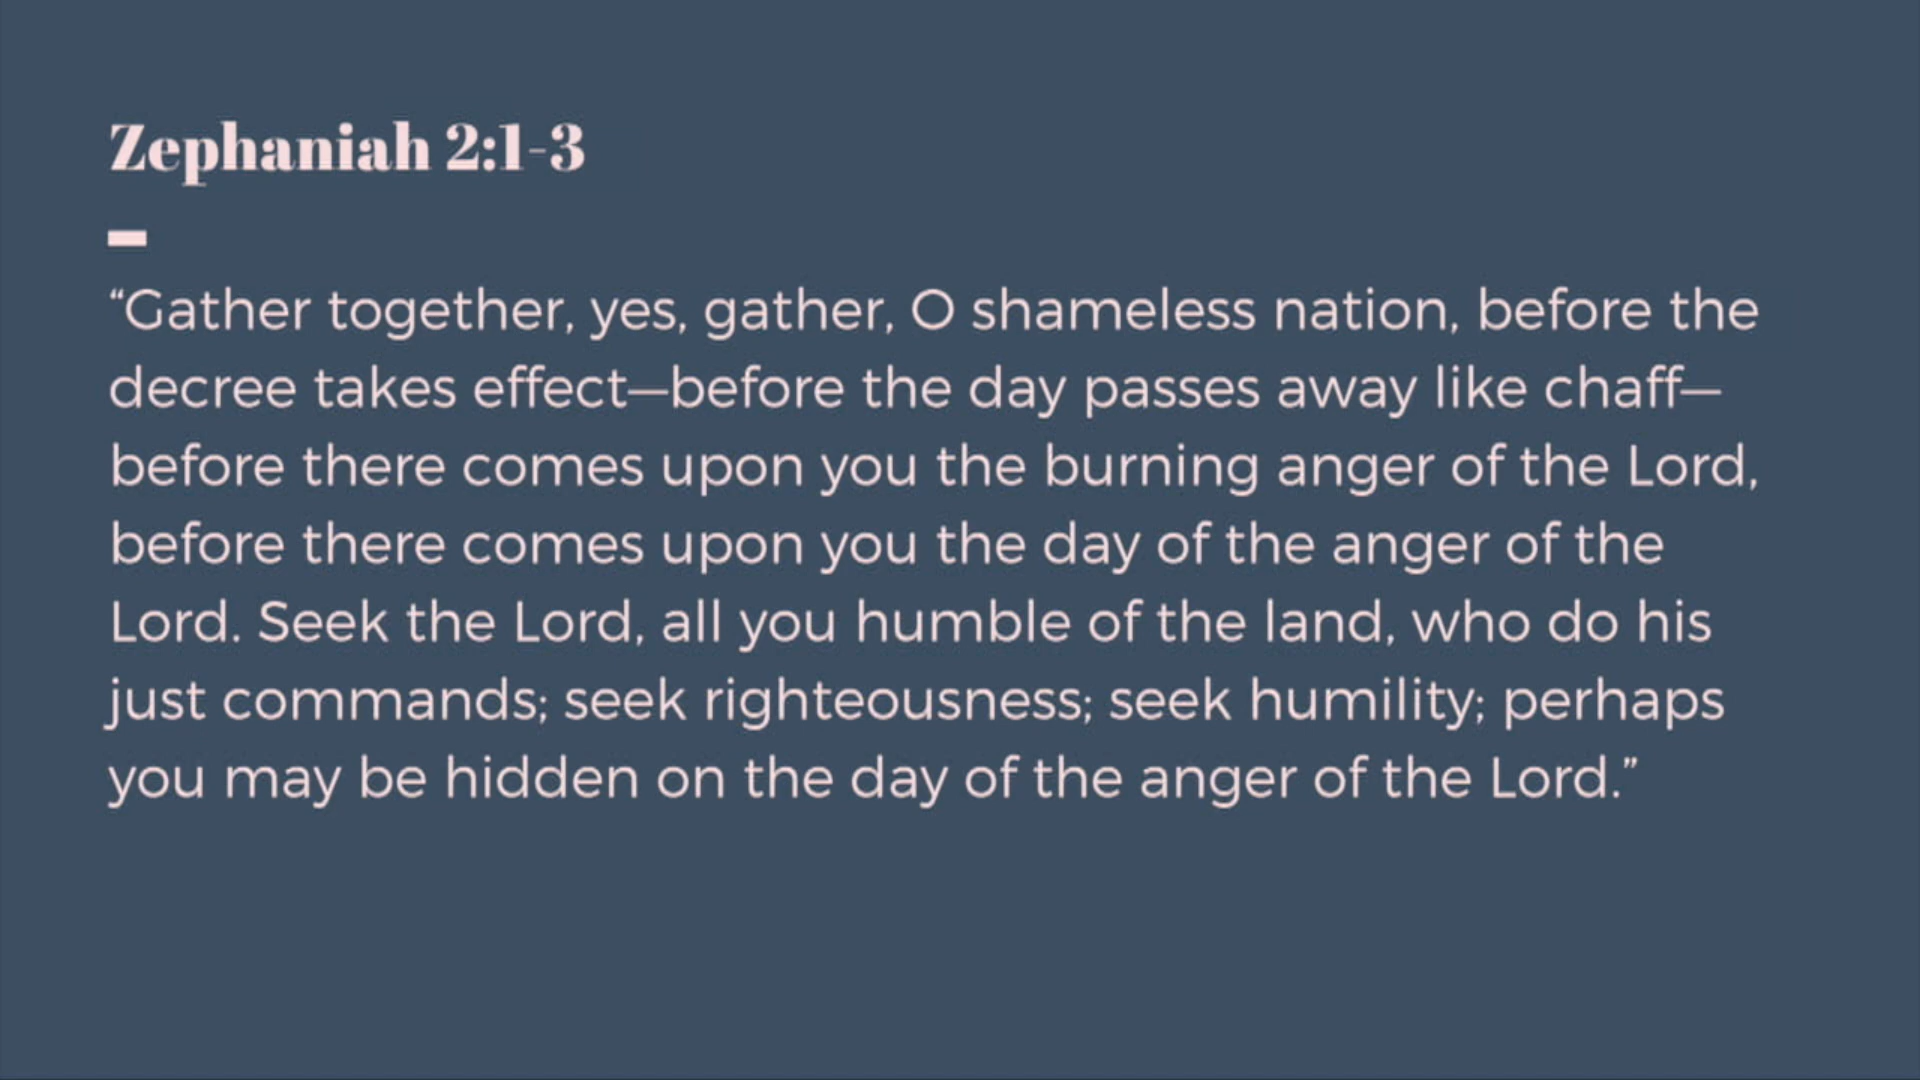 Zephaniah 2:1-3
“Gather together, yes, gather, O shameless nation, before the
decree takes effect—before the day passes away like chaff—
before there comes upon you the burning anger of the Lord,
before there comes upon you the day of the anger of the
Lord. Seek the Lord, all you humble of the land, who do his
just commands; seek righteousness; seek humility; perhaps
you may be hidden on the day of the anger of the Lord.”